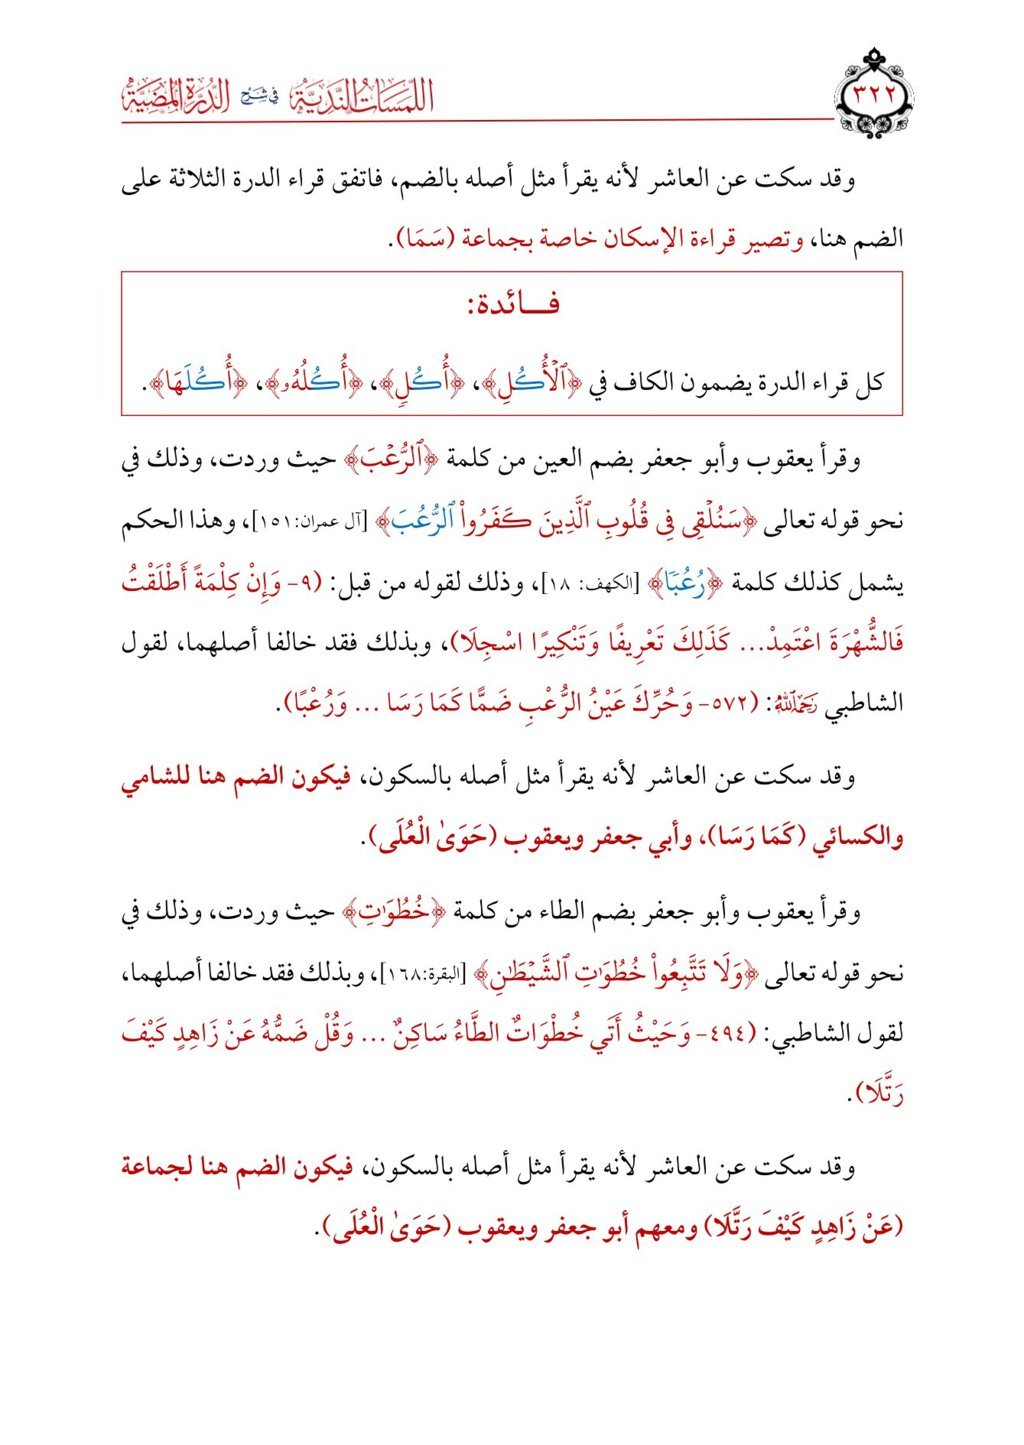 ٣٢٢
اللمسات الندية في شرح الدرة المضية
وقد سكت عن العاشر لأنه يقرأ مثل أصله بالضم، فاتفق قراء الدرة الثلاثة على
الضم هنا، وتصير قراءة الإسكان خاصة بجماعة (سَمَا).
فــائدة:
كل قراء الدرة يضمون الكاف في ﴿ٱلْأُكُلِ﴾، ﴿أُكُلٍ﴾، ﴿أُكُلُهُۥ﴾، ﴿أُكُلَهَا﴾.
وقرأ يعقوب وأبو جعفر بضم العين من كلمة ﴿ٱلرُّعْبَ﴾ حيث وردت، وذلك في
نحو قوله تعالى ﴿سَنُلْقِى فِى قُلُوبِ ٱلَّذِينَ كَفَرُواْ ٱلرُّعُبَ﴾ [آل عمران:١٥١]، وهذا الحكم
يشمل كذلك كلمة ﴿رُعُبًا﴾ [الكهف: ١٨]، وذلك لقوله من قبل: (٩- وَإِنْ كِلْمَةً أَطْلَقْتُ
فَالشُّهْرَةَ اعْتَمِدْ... كَذَلِكَ تَعْرِيفًا وَتَنْكِيرًا اسْجِلَا)، وبذلك فقد خالفا أصلهما، لقول
الشاطبي رَحِمَهُ ٱللَّهُ: (٥٧٢- وَحُرِّكَ عَيْنُ الرُّعْبِ ضَمًّا كَمَا رَسَا ... وَرُعْبًا).
وقد سكت عن العاشر لأنه يقرأ مثل أصله بالسكون، فيكون الضم هنا للشامي
والكسائي (كَمَا رَسَا)، وأبي جعفر ويعقوب (حَوَىٰ الْعُلَى).
وقرأ يعقوب وأبو جعفر بضم الطاء من كلمة ﴿خُطُوَٰتِ﴾ حيث وردت، وذلك في
نحو قوله تعالى ﴿وَلَا تَتَّبِعُواْ خُطُوَٰتِ ٱلشَّيْطَٰنِ﴾ [البقرة:١٦٨]، وبذلك فقد خالفا أصلهما،
لقول الشاطبي: (٤٩٤- وَحَيْثُ أَتَي خُطْوَاتٌ الطَّاءُ سَاكِنٌ ... وَقُلْ ضَمُّهُ عَنْ زَاهِدٍ كَيْفَ
رَتَّلَا).
وقد سكت عن العاشر لأنه يقرأ مثل أصله بالسكون، فيكون الضم هنا لجماعة
(عَنْ زَاهِدٍ كَيْفَ رَتَّلَا) ومعهم أبو جعفر ويعقوب (حَوَىٰ الْعُلَى).